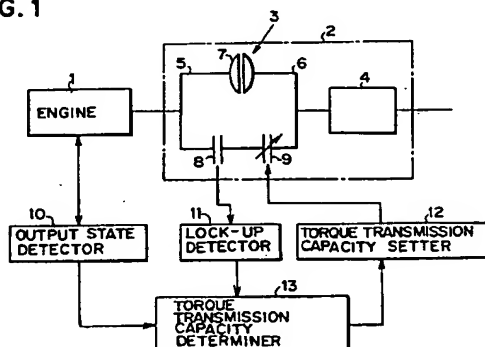 G. 1
2
3
7
5
6
4
1
ENGINE
8
9
10
OUTPUT STATE
DETECTOR
11
LOCK-UP
DETECTOR
12
TORQUE TRANSMISSION
CAPACITY SETTER
13
TORQUE
TRANSMISSION
CAPACITY
DETERMINER